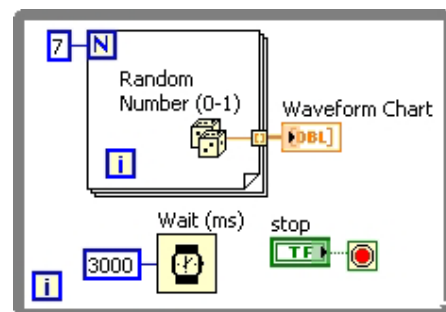 7 N
Random
Number (0-1)
Waveform Chart
DBL]
i
Wait (ms)
stop
3000
TF
i